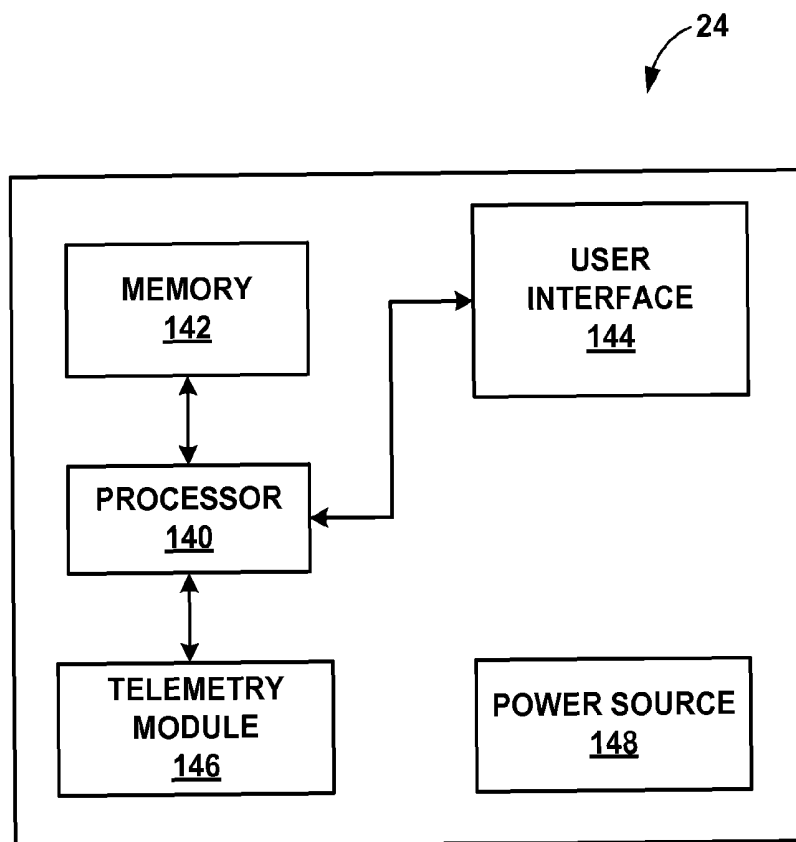 24
MEMORY
142
USER
INTERFACE
144
PROCESSOR
140
TELEMETRY
MODULE
146
POWER SOURCE
148